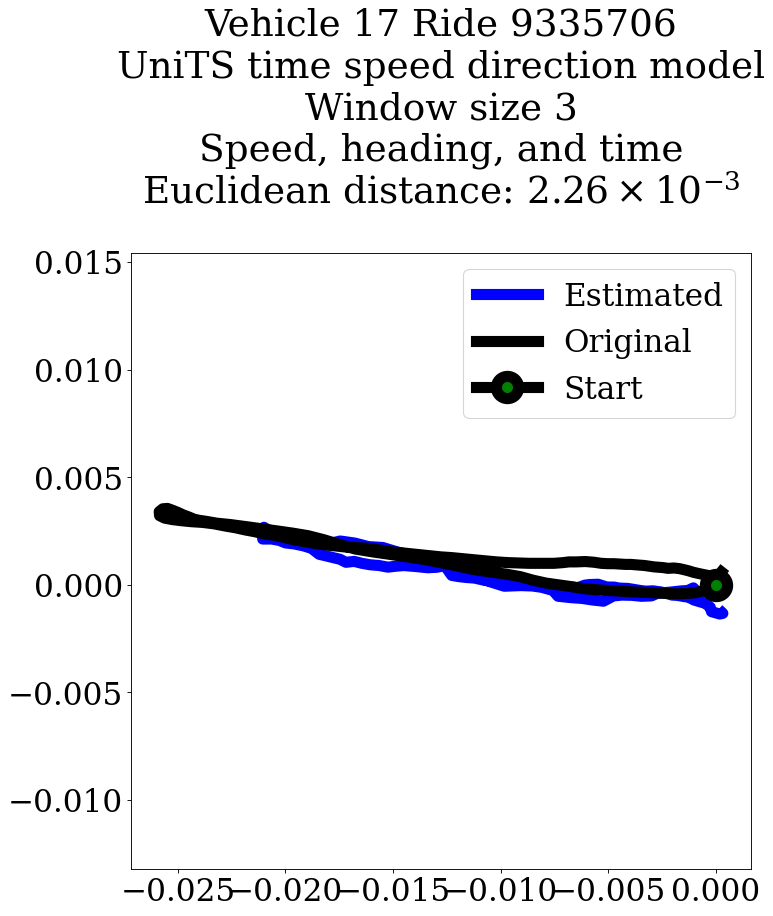 Vehicle 17 Ride 9335706
UniTS time speed direction model
Window size 3
Speed, heading, and time
Euclidean distance: 2.26 × 10⁻³
Estimated
Original
Start
0.015
0.010
0.005
0.000
−0.005
−0.010
−0.025 −0.020 −0.015 −0.010 −0.005 0.000